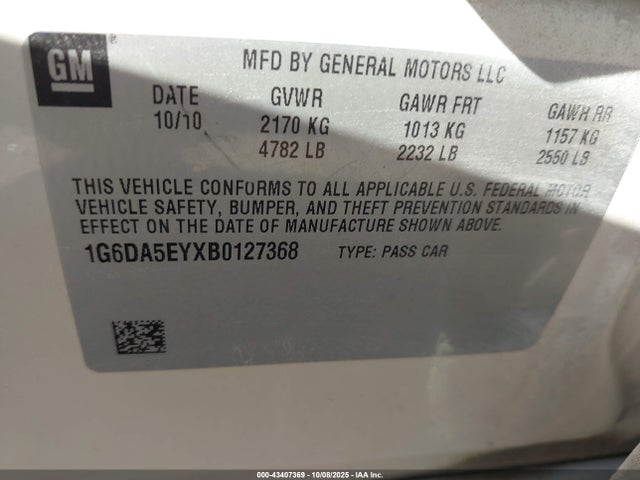 GM®
MFD BY GENERAL MOTORS LLC
DATE GVWR GAWR FRT GAWR RR
10/10 2170 KG 1013 KG 1157 KG
4782 LB 2232 LB 2550 LB
THIS VEHICLE CONFORMS TO ALL APPLICABLE U.S. FEDERAL MOTOR
VEHICLE SAFETY, BUMPER, AND THEFT PREVENTION STANDARDS IN
EFFECT ON THE DATE OF MANUFACTURE SHOWN ABOVE.
1G6DA5EYXB0127368 TYPE: PASS CAR
000-43407369 | 10/08/2025 | IAA Inc.